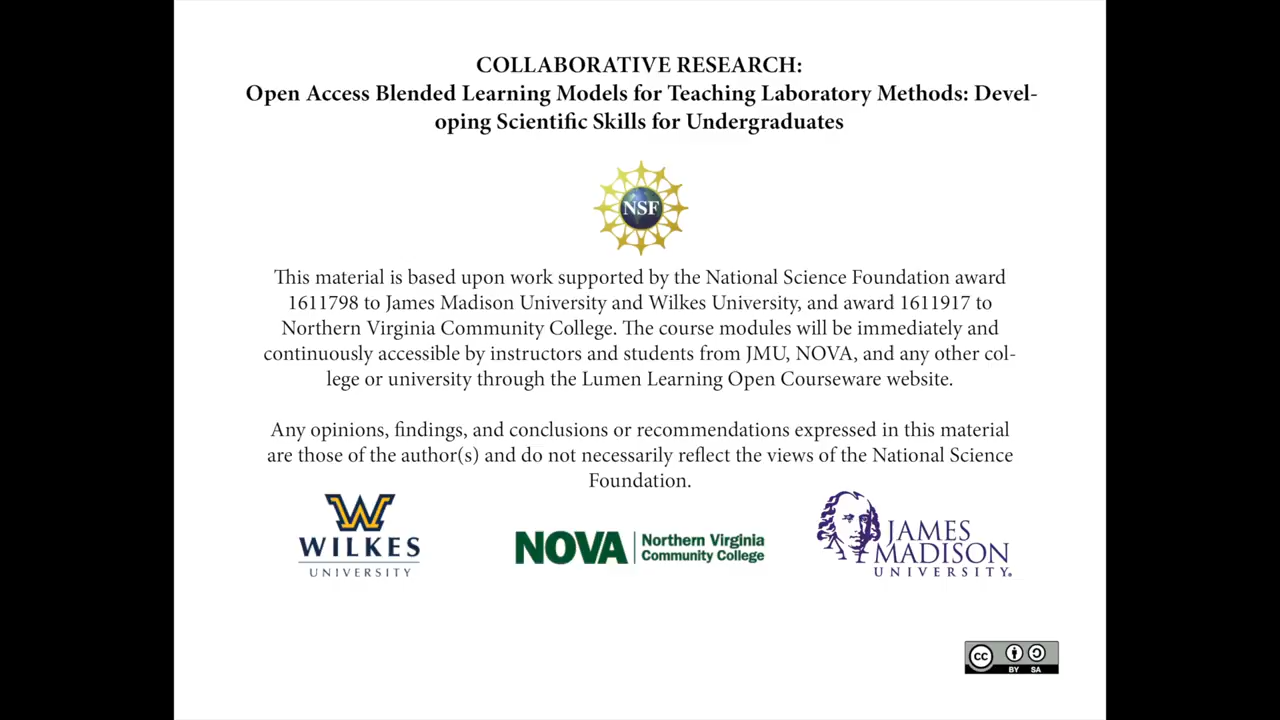 COLLABORATIVE RESEARCH:
Open Access Blended Learning Models for Teaching Laboratory Methods: Devel-
oping Scientific Skills for Undergraduates
NSF
This material is based upon work supported by the National Science Foundation award
1611798 to James Madison University and Wilkes University, and award 1611917 to
Northern Virginia Community College. The course modules will be immediately and
continuously accessible by instructors and students from JMU, NOVA, and any other col-
lege or university through the Lumen Learning Open Courseware website.
Any opinions, findings, and conclusions or recommendations expressed in this material
are those of the author(s) and do not necessarily reflect the views of the National Science
Foundation.
W
WILKES
UNIVERSITY
NOVA
Northern Virginia
Community College
JAMES
MADISON
UNIVERSITY.
CC
BY SA